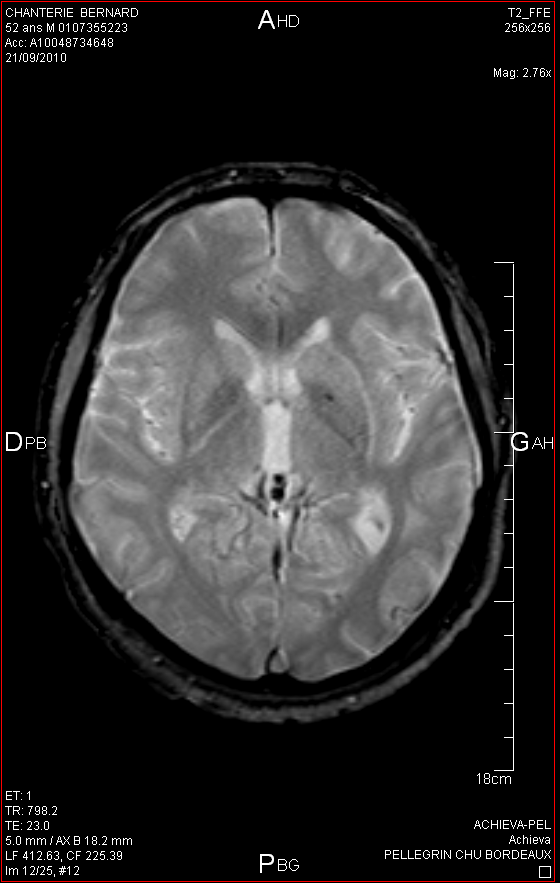 CHANTERIE BERNARD
52 ans M 0107355223
Acc: A10048734648
21/09/2010
AHD
T2_FFE
256x256
Mag: 2.76x
DPB
GAH
18cm
ET: 1
TR: 798.2
TE: 23.0
5.0 mm / AX B 18.2 mm
LF 412.63, CF 225.39
Im 12/25, #12
PBG
ACHIEVA-PEL
Achieva
PELLEGRIN CHU BORDEAUX